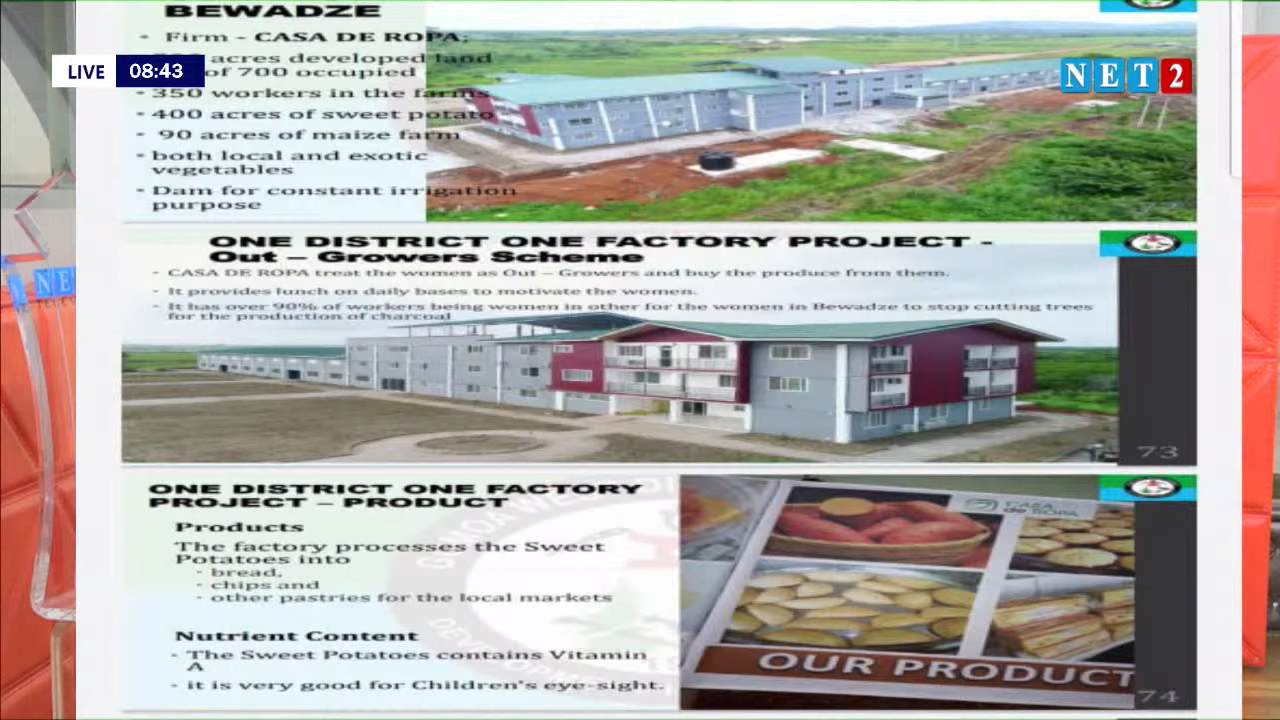 BEWADZE
• Firm - CASA DE ROPA;
acres developed land
of 700 occupied
• 350 workers in the farms
• 400 acres of sweet potato
• 90 acres of maize farm
• both local and exotic
vegetables
• Dam for constant irrigation
purpose
LIVE 08:43
NET2
ONE DISTRICT ONE FACTORY PROJECT -
Out – Growers Scheme
• CASA DE ROPA treat the women as Out – Growers and buy the produce from them.
• It provides lunch on daily bases to motivate the women.
• It has over 90% of workers being women in other for the women in Bewadze to stop cutting trees
for the production of charcoal
73
NE
ONE DISTRICT ONE FACTORY
PROJECT – PRODUCT
Products
The factory processes the Sweet
Potatoes into
• bread,
• chips and
• other pastries for the local markets
Nutrient Content
- The Sweet Potatoes contains Vitamin
A
- it is very good for Children's eye-sight.
CASA
de ROPA
OUR PRODUCT
74